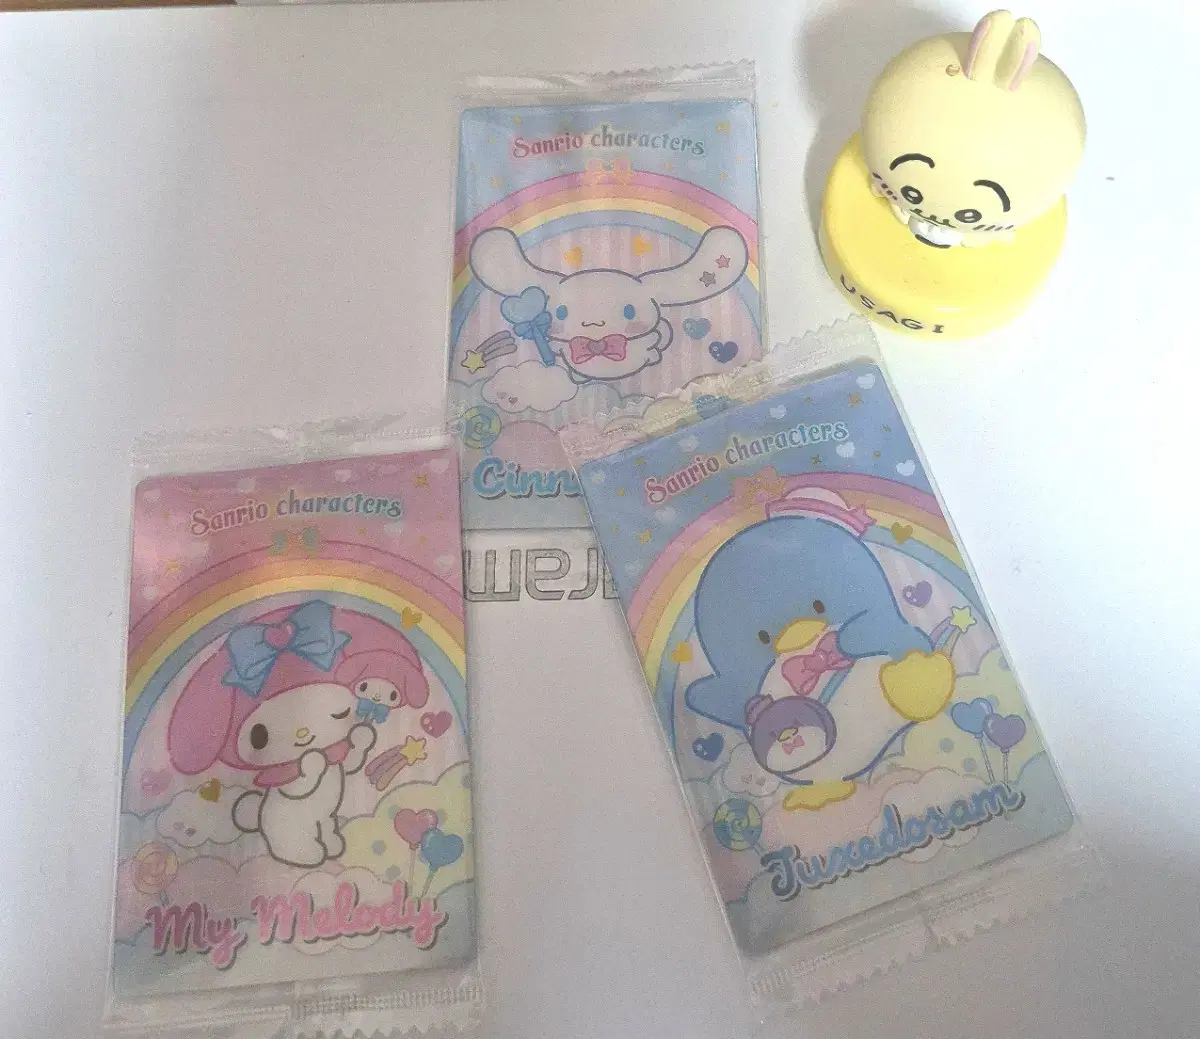 Sanrio characters
Cinn
USAGI
Sanrio characters
Tuxedosam
Sanrio characters
My Melody